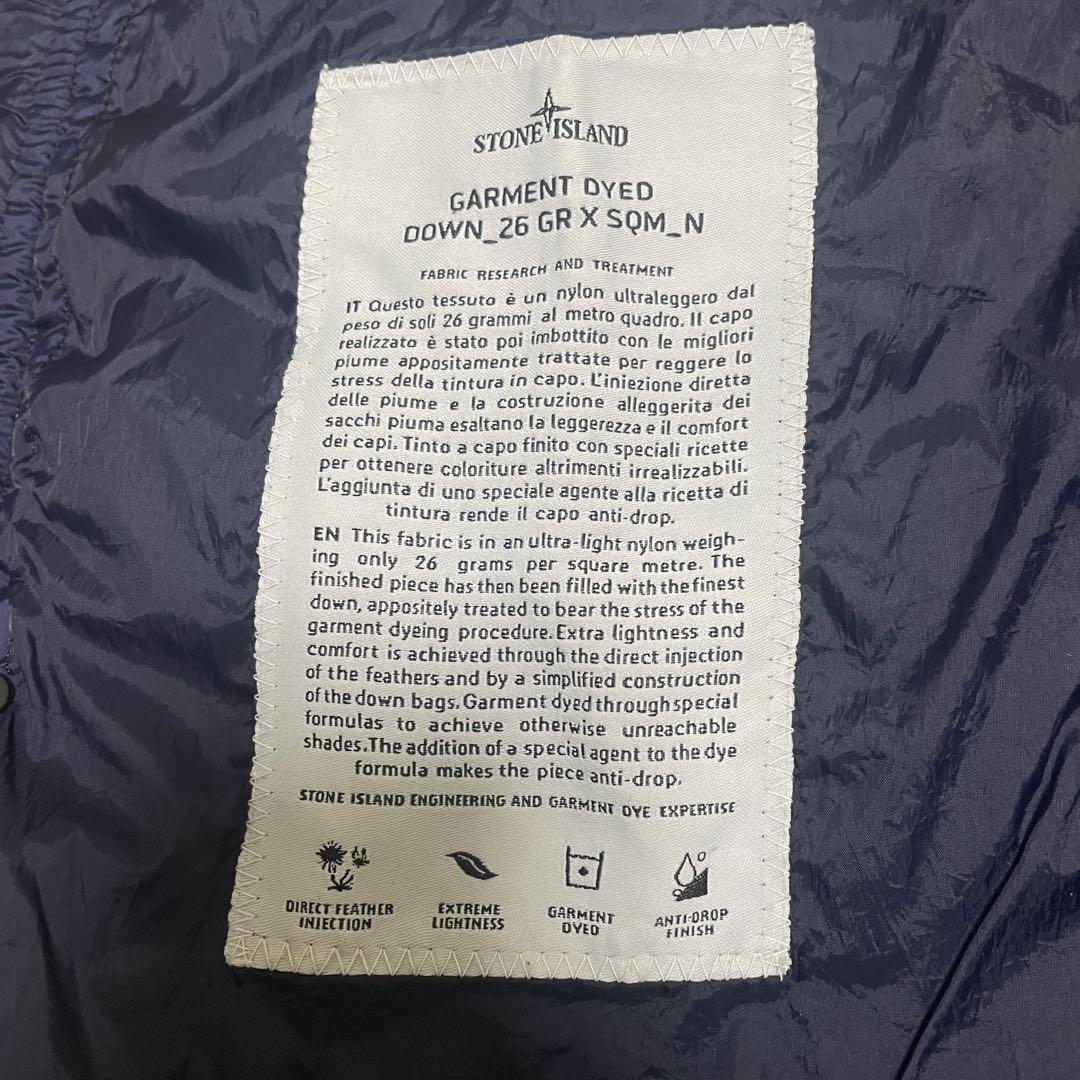 STONE ISLAND
GARMENT DYED
DOWN_26 GR X SQM_N
FABRIC RESEARCH AND TREATMENT
IT Questo tessuto è un nylon ultraleggero dal
peso di soli 26 grammi al metro quadro. Il capo
realizzato è stato poi imbottito con le migliori
piume appositamente trattate per reggere lo
stress della tintura in capo. L'iniezione diretta
delle piume e la costruzione alleggerita dei
sacchi piuma esaltano la leggerezza e il comfort
dei capi. Tinto a capo finito con speciali ricette
per ottenere coloriture altrimenti irrealizzabili.
L'aggiunta di uno speciale agente alla ricetta di
tintura rende il capo anti-drop.
EN This fabric is in an ultra-light nylon weigh-
ing only 26 grams per square metre. The
finished piece has then been filled with the finest
down, appositely treated to bear the stress of the
garment dyeing procedure. Extra lightness and
comfort is achieved through the direct injection
of the feathers and by a simplified construction
of the down bags. Garment dyed through special
formulas to achieve otherwise unreachable
shades. The addition of a special agent to the dye
formula makes the piece anti-drop.
STONE ISLAND ENGINEERING AND GARMENT DYE EXPERTISE
DIRECT FEATHER
INJECTION
EXTREME
LIGHTNESS
GARMENT
DYED
ANTI-DROP
FINISH